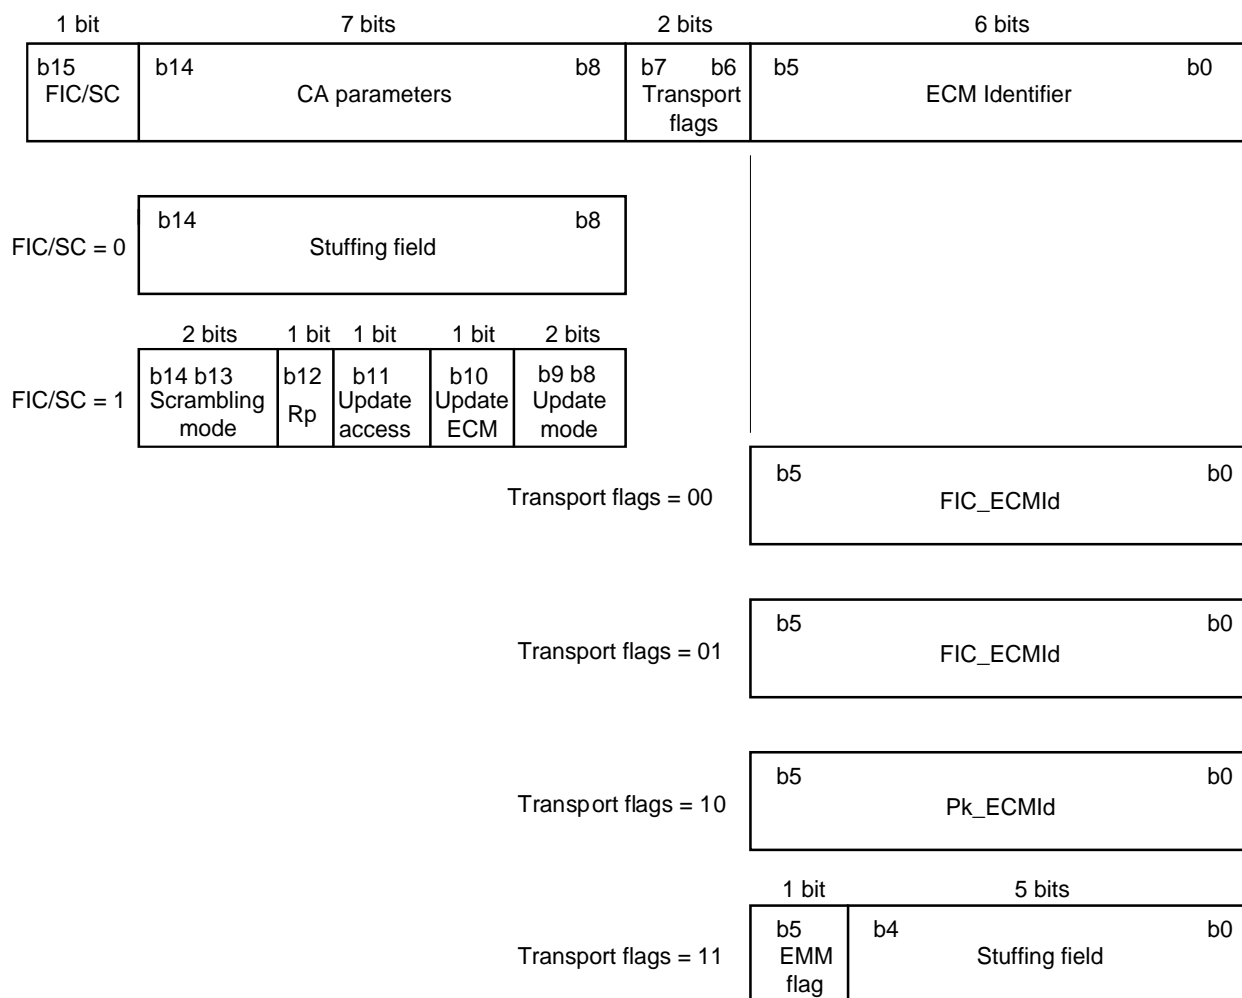 1 bit 7 bits 2 bits 6 bits
b15 b14 b8 b7 b6 b5 b0
FIC/SC CA parameters Transport ECM Identifier
flags
b14 b8
FIC/SC = 0 Stuffing field
2 bits 1 bit 1 bit 1 bit 2 bits
b14 b13 b12 b11 b10 b9 b8
FIC/SC = 1 Scrambling Rp Update Update Update
mode access ECM mode
b5 b0
Transport flags = 00 FIC_ECMId
b5 b0
Transport flags = 01 FIC_ECMId
b5 b0
Transport flags = 10 Pk_ECMId
1 bit 5 bits
b5 b4 b0
Transport flags = 11 EMM Stuffing field
flag